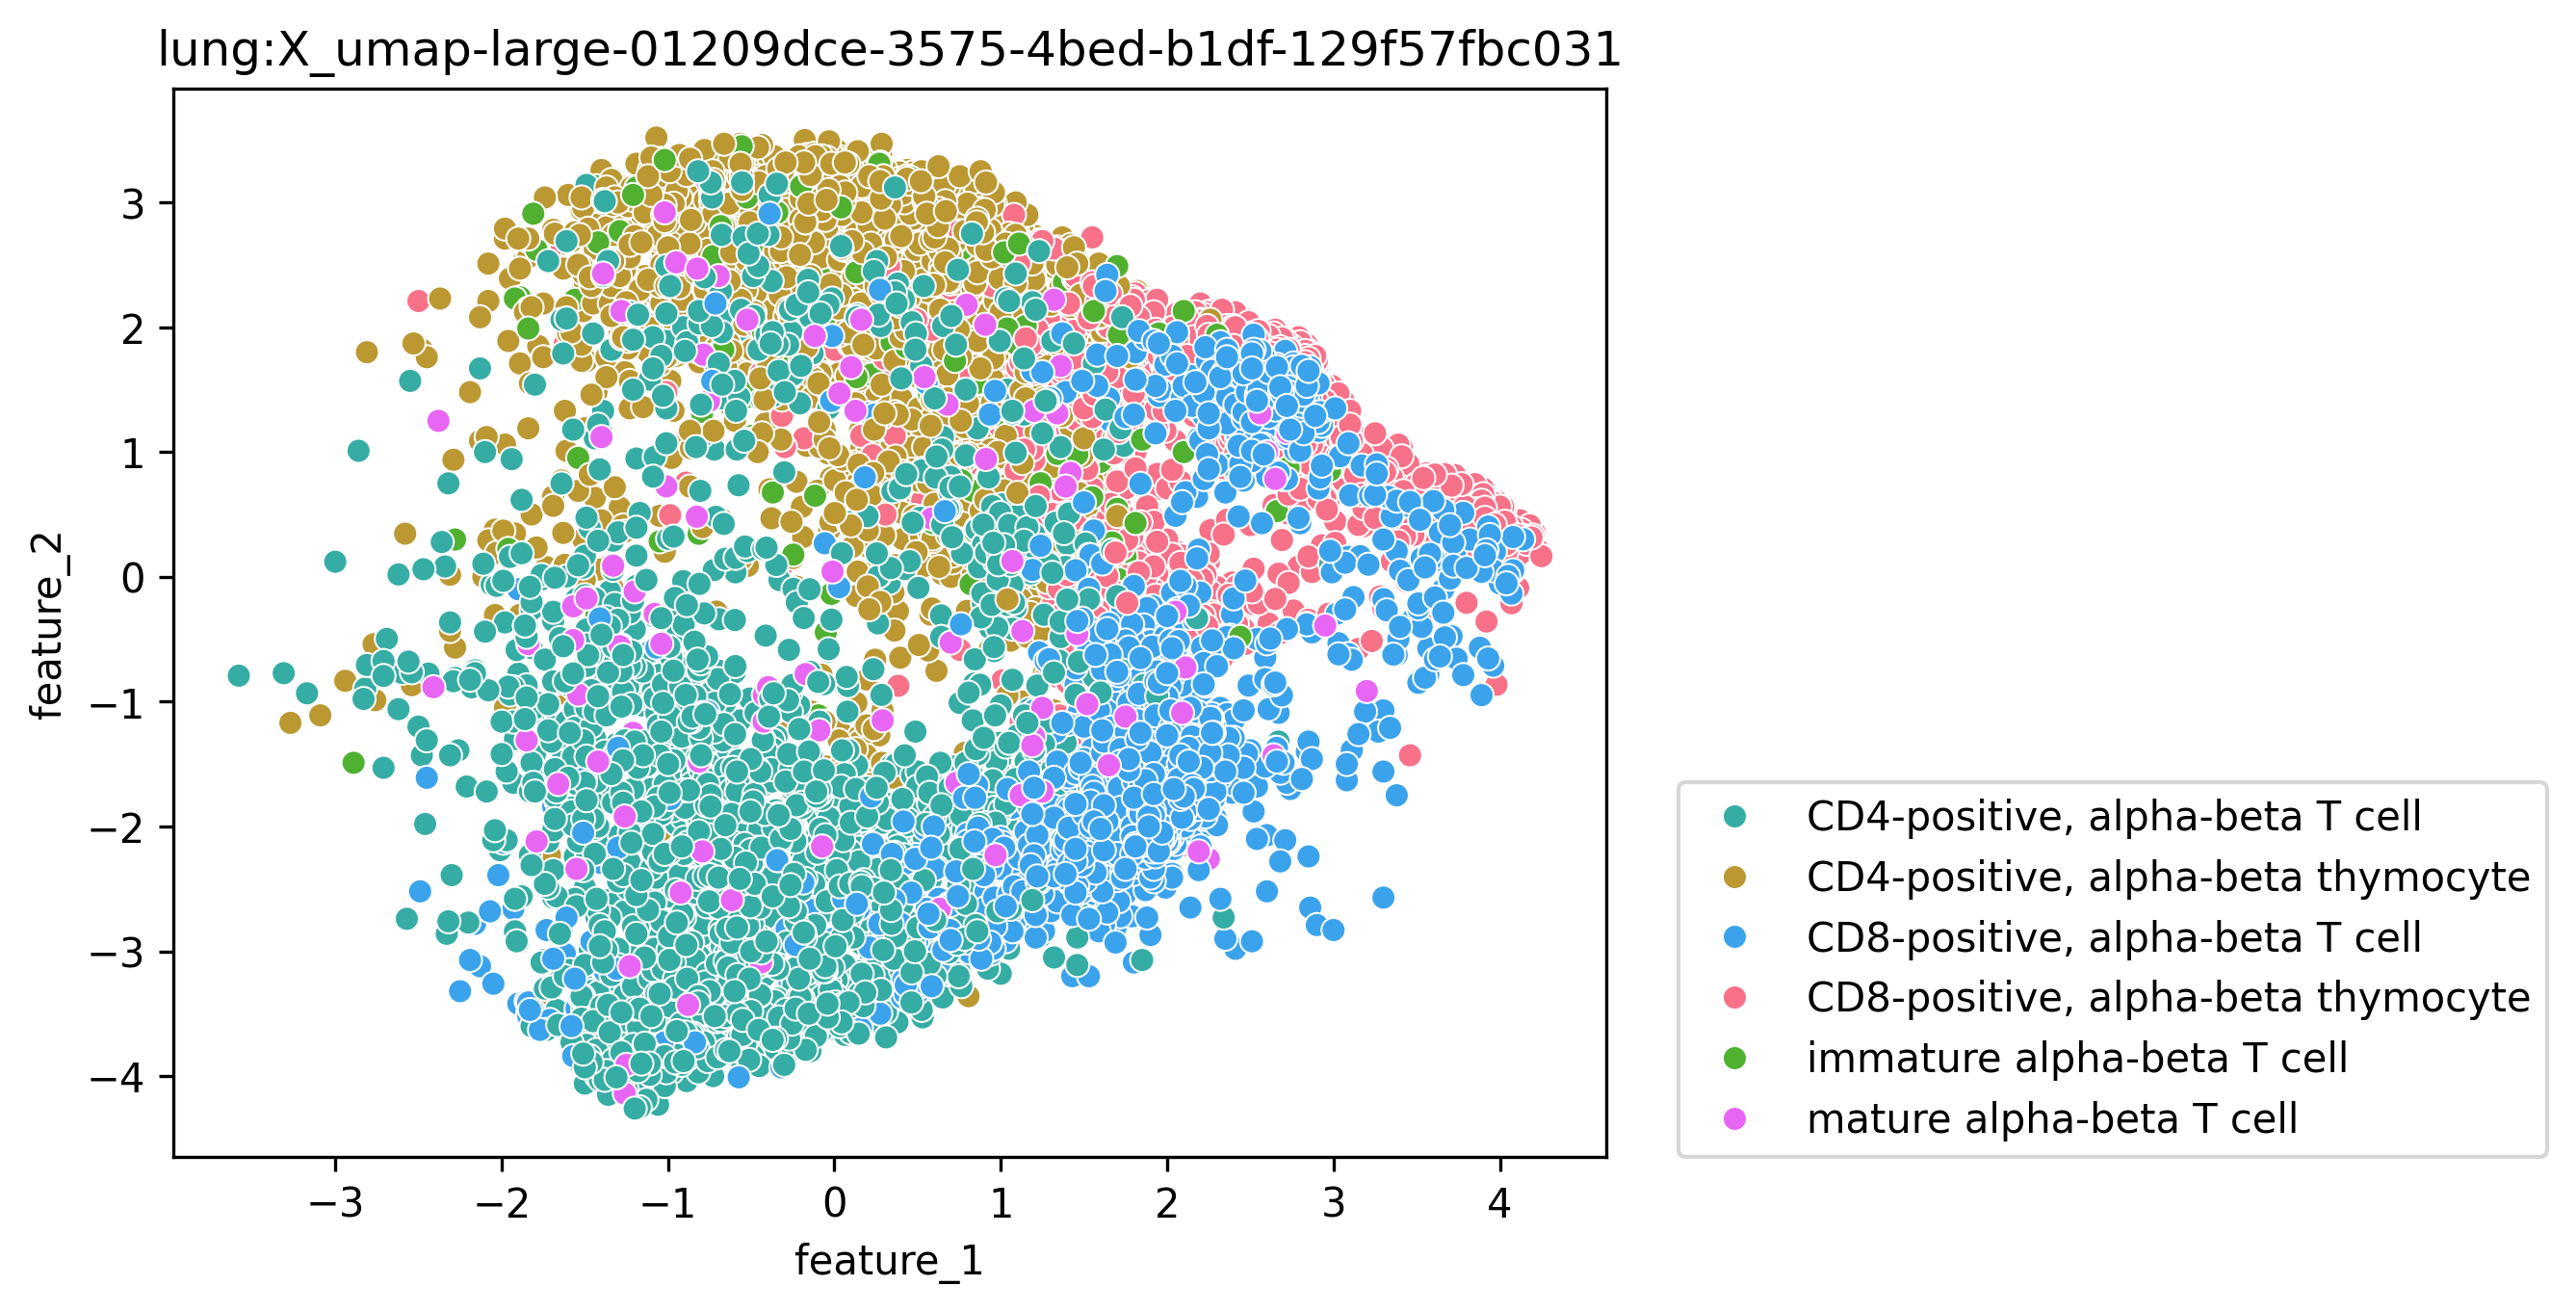 lung:X_umap-large-01209dce-3575-4bed-b1df-129f57fbc031
3
2
1
0
−1
−2
−3
−4
feature_2
−3
−2
−1
0
1
2
3
4
feature_1
CD4-positive, alpha-beta T cell
CD4-positive, alpha-beta thymocyte
CD8-positive, alpha-beta T cell
CD8-positive, alpha-beta thymocyte
immature alpha-beta T cell
mature alpha-beta T cell